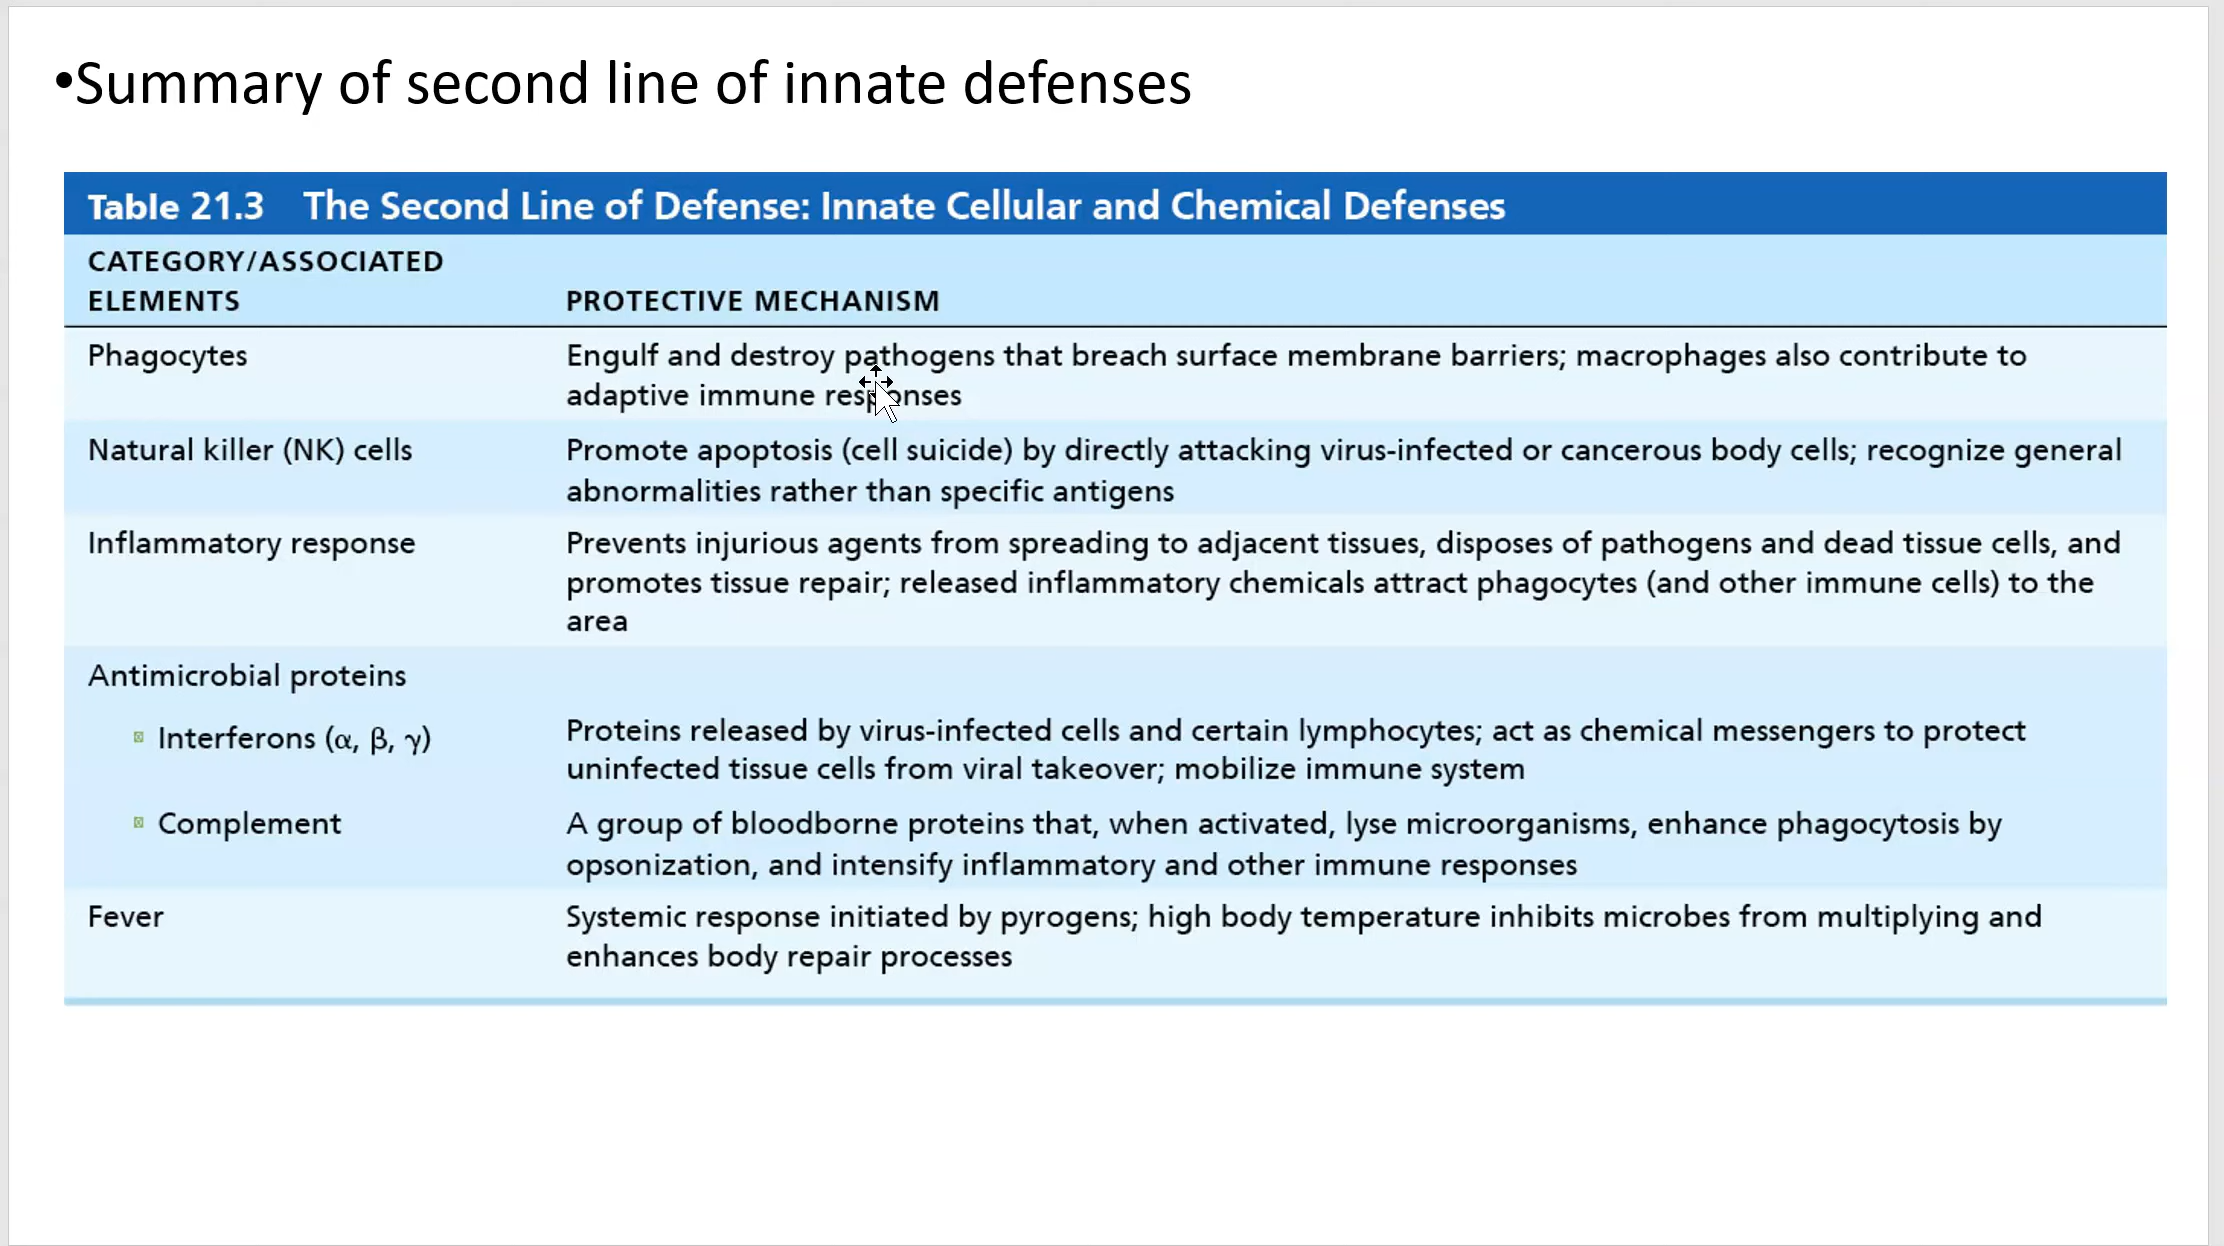 •Summary of second line of innate defenses
Table 21.3 The Second Line of Defense: Innate Cellular and Chemical Defenses
CATEGORY/ASSOCIATED
ELEMENTS
PROTECTIVE MECHANISM
Phagocytes
Engulf and destroy pathogens that breach surface membrane barriers; macrophages also contribute to
adaptive immune responses
Natural killer (NK) cells
Promote apoptosis (cell suicide) by directly attacking virus-infected or cancerous body cells; recognize general
abnormalities rather than specific antigens
Inflammatory response
Prevents injurious agents from spreading to adjacent tissues, disposes of pathogens and dead tissue cells, and
promotes tissue repair; released inflammatory chemicals attract phagocytes (and other immune cells) to the
area
Antimicrobial proteins
Interferons (α, β, γ)
Proteins released by virus-infected cells and certain lymphocytes; act as chemical messengers to protect
uninfected tissue cells from viral takeover; mobilize immune system
Complement
A group of bloodborne proteins that, when activated, lyse microorganisms, enhance phagocytosis by
opsonization, and intensify inflammatory and other immune responses
Fever
Systemic response initiated by pyrogens; high body temperature inhibits microbes from multiplying and
enhances body repair processes